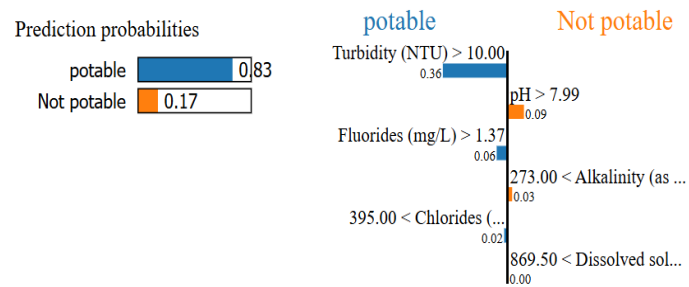 Prediction probabilities
potable 0.83
Not potable 0.17
potable Not potable
Turbidity (NTU) > 10.00
0.36
pH > 7.99
0.09
Fluorides (mg/L) > 1.37
0.06
273.00 < Alkalinity (as ...
0.03
395.00 < Chlorides (...
0.02
869.50 < Dissolved sol...
0.00